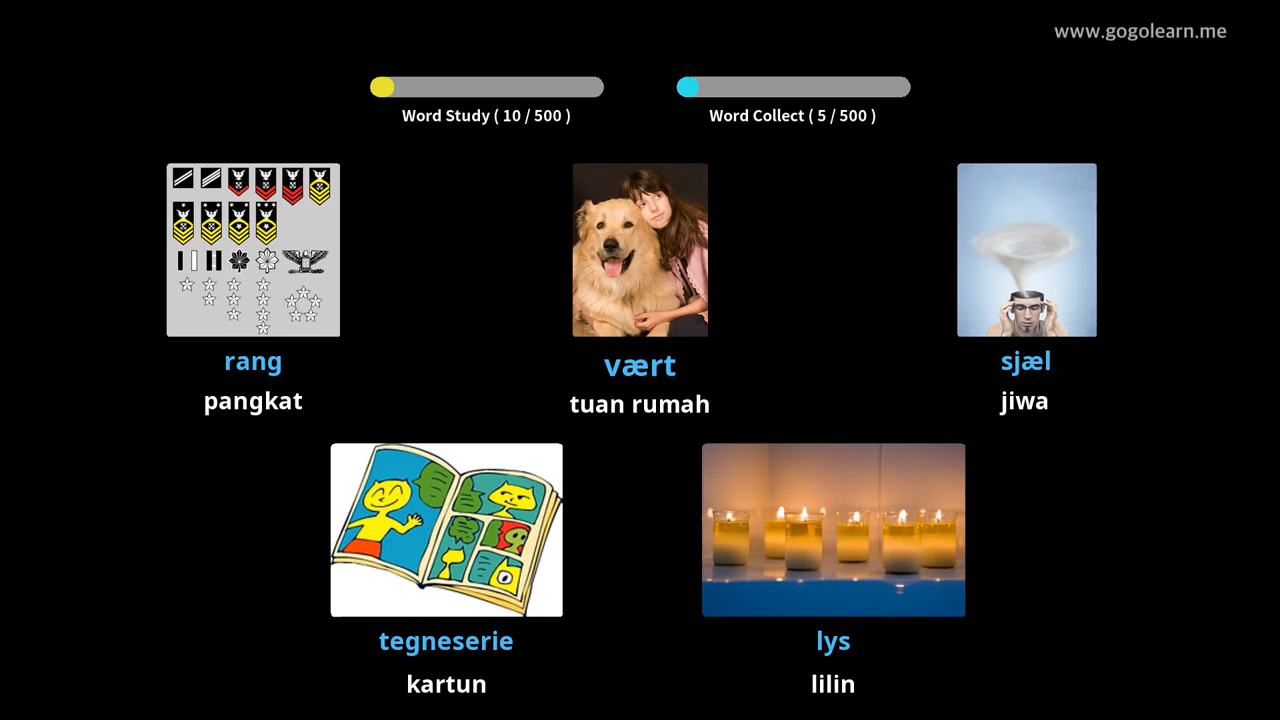 www.gogolearn.me
Word Study ( 10 / 500 )
Word Collect ( 5 / 500 )
rang
pangkat
vært
tuan rumah
sjæl
jiwa
tegneserie
kartun
lys
lilin